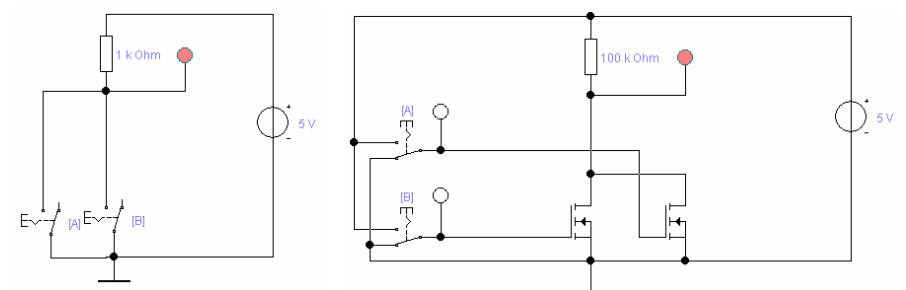 1 k Ohm
+
5 V
-
[A]
[B]
100 k Ohm
[A]
+
5 V
-
[B]